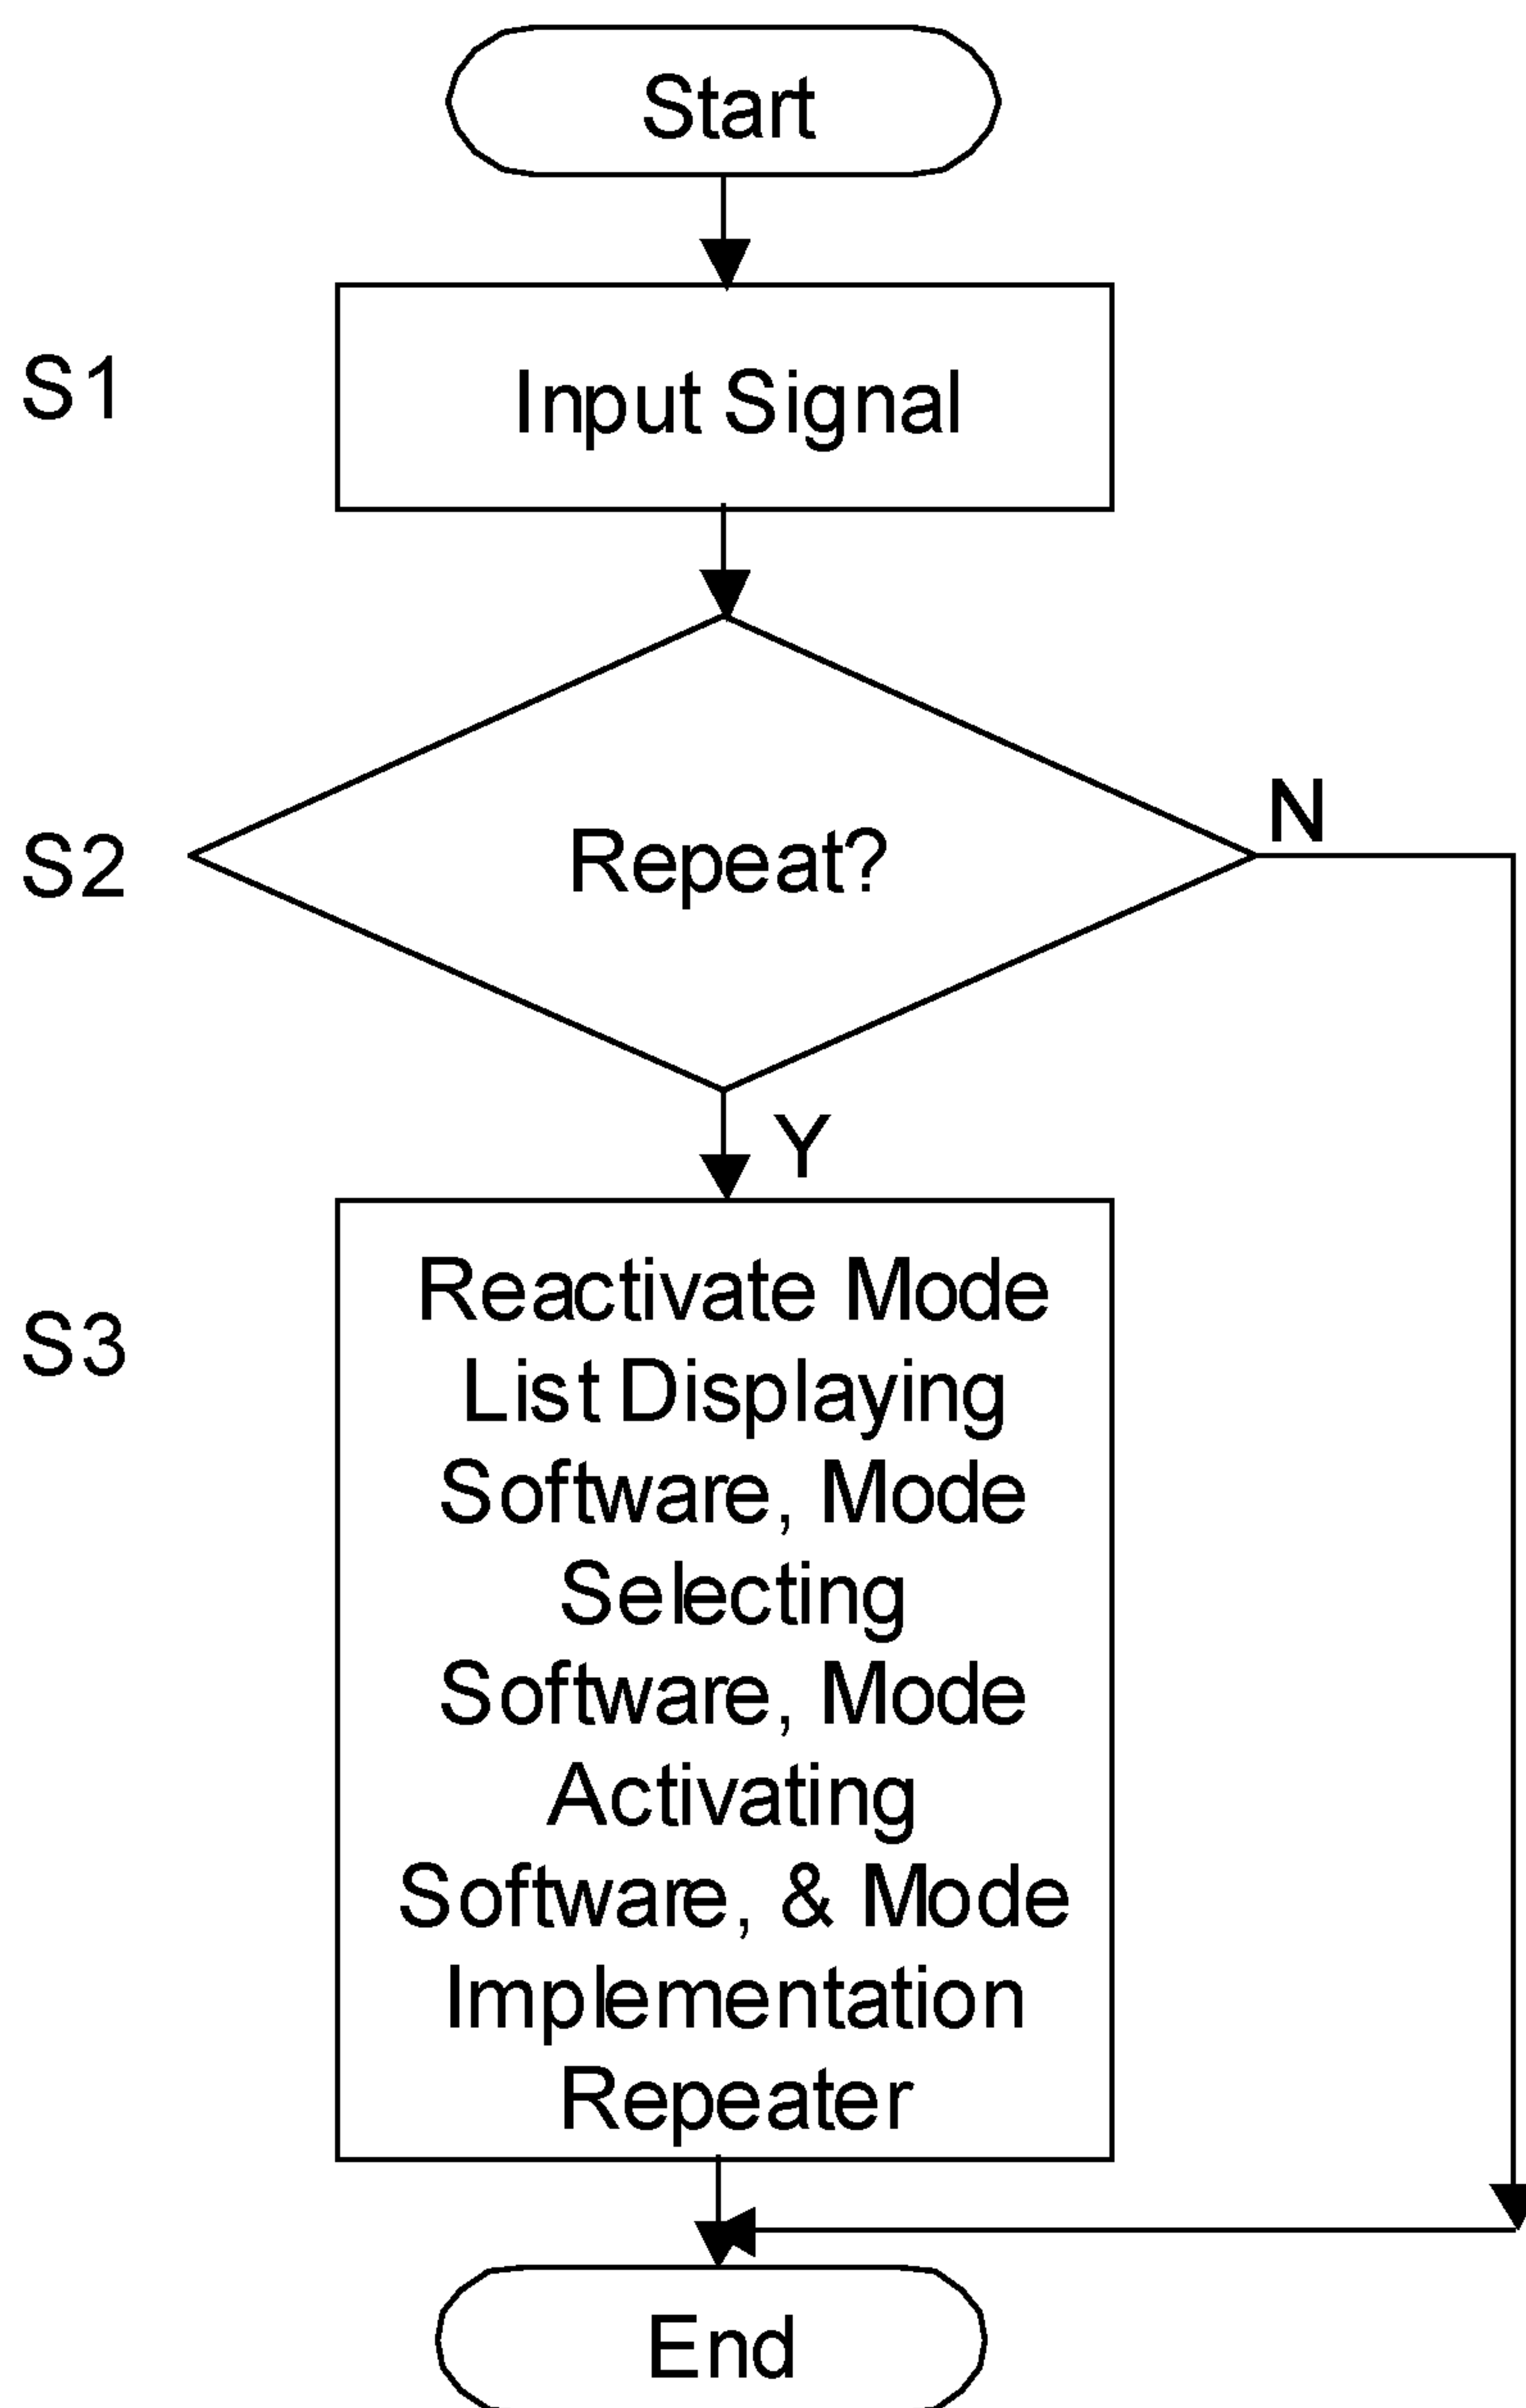 Start
S1
Input Signal
S2
Repeat?
N
Y
S3
Reactivate Mode
List Displaying
Software, Mode
Selecting
Software, Mode
Activating
Software, & Mode
Implementation
Repeater
End